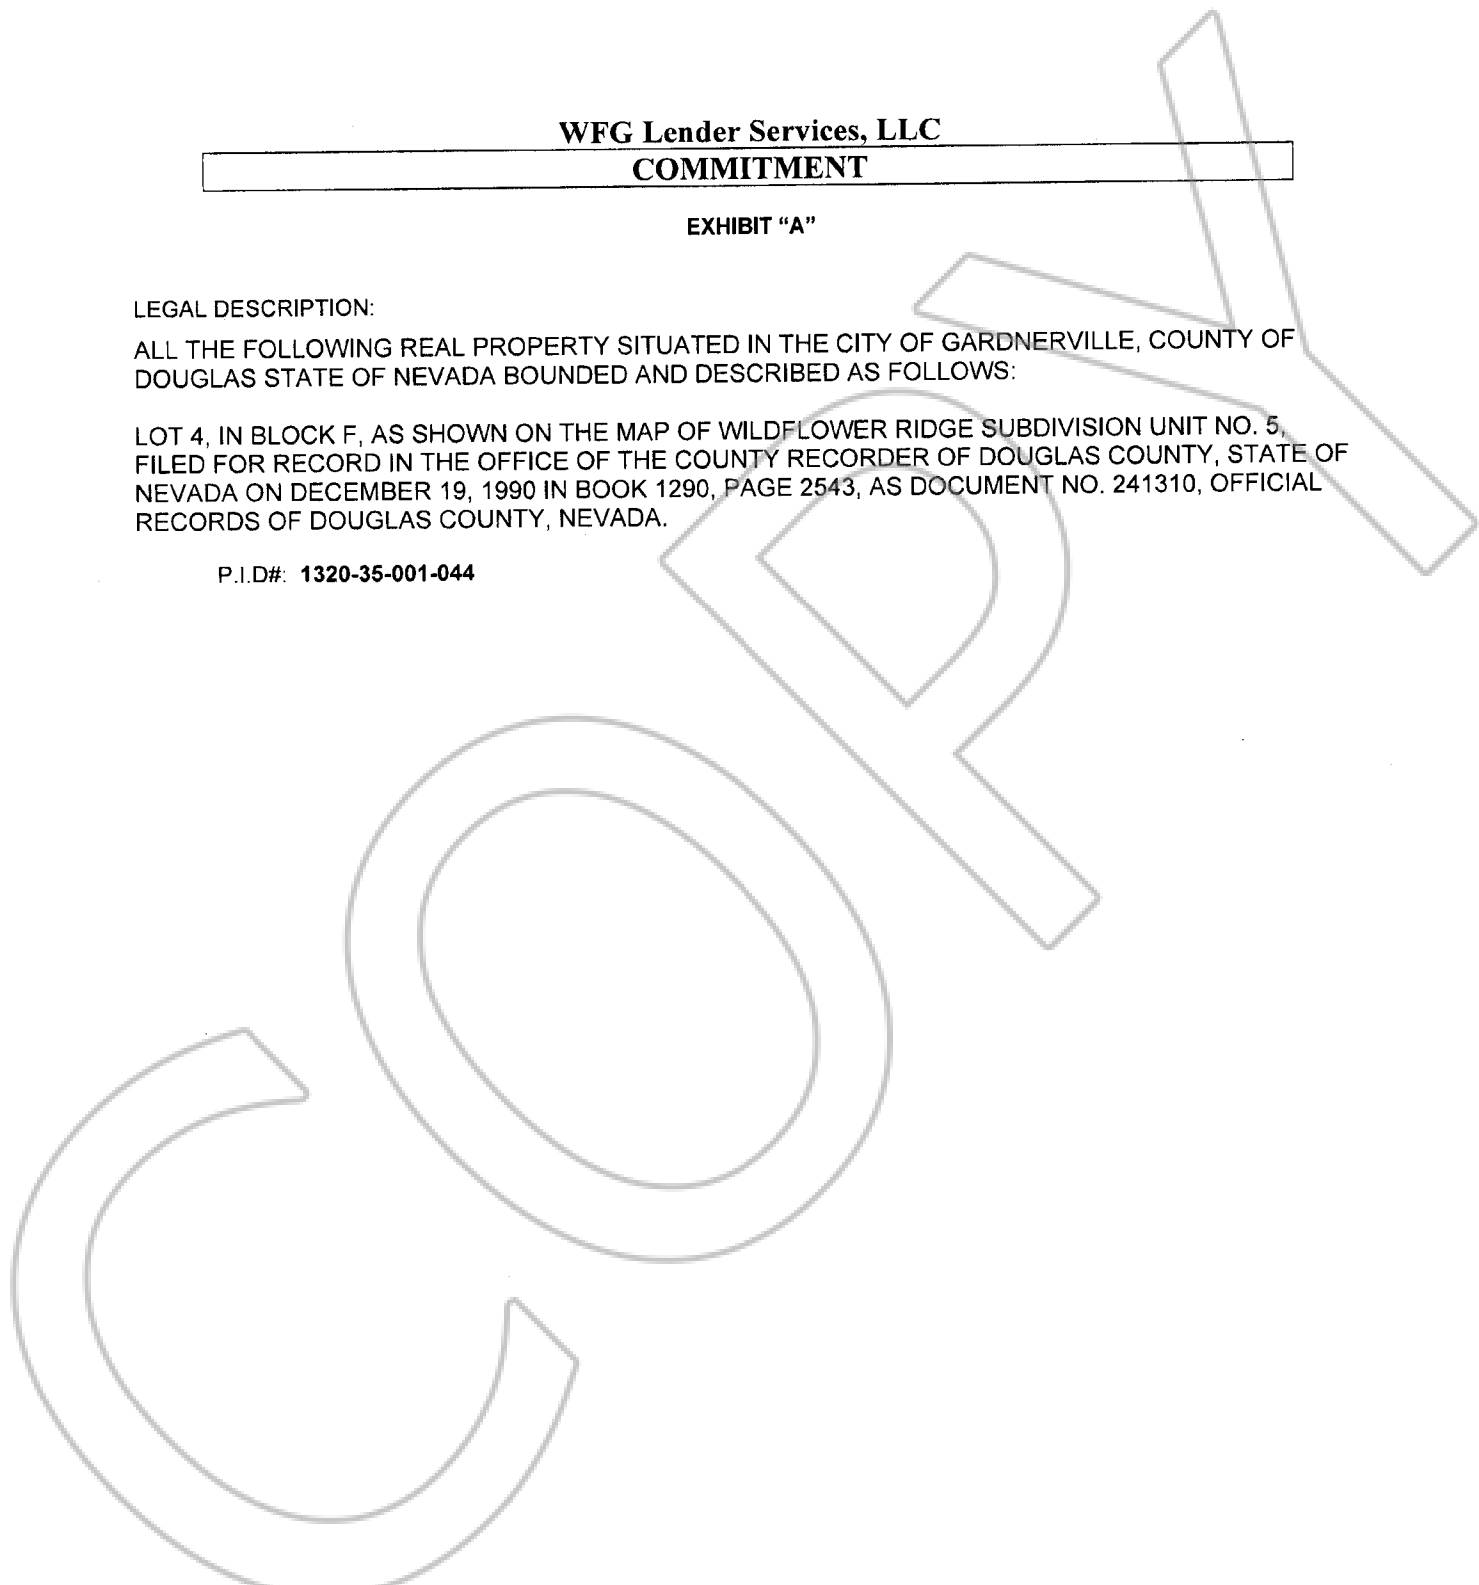 WFG Lender Services, LLC
COMMITMENT
EXHIBIT “A”
LEGAL DESCRIPTION:
ALL THE FOLLOWING REAL PROPERTY SITUATED IN THE CITY OF GARDNERVILLE, COUNTY OF
DOUGLAS STATE OF NEVADA BOUNDED AND DESCRIBED AS FOLLOWS:
LOT 4, IN BLOCK F, AS SHOWN ON THE MAP OF WILDFLOWER RIDGE SUBDIVISION UNIT NO. 5,
FILED FOR RECORD IN THE OFFICE OF THE COUNTY RECORDER OF DOUGLAS COUNTY, STATE OF
NEVADA ON DECEMBER 19, 1990 IN BOOK 1290, PAGE 2543, AS DOCUMENT NO. 241310, OFFICIAL
RECORDS OF DOUGLAS COUNTY, NEVADA.
P.I.D#: 1320-35-001-044
COPY